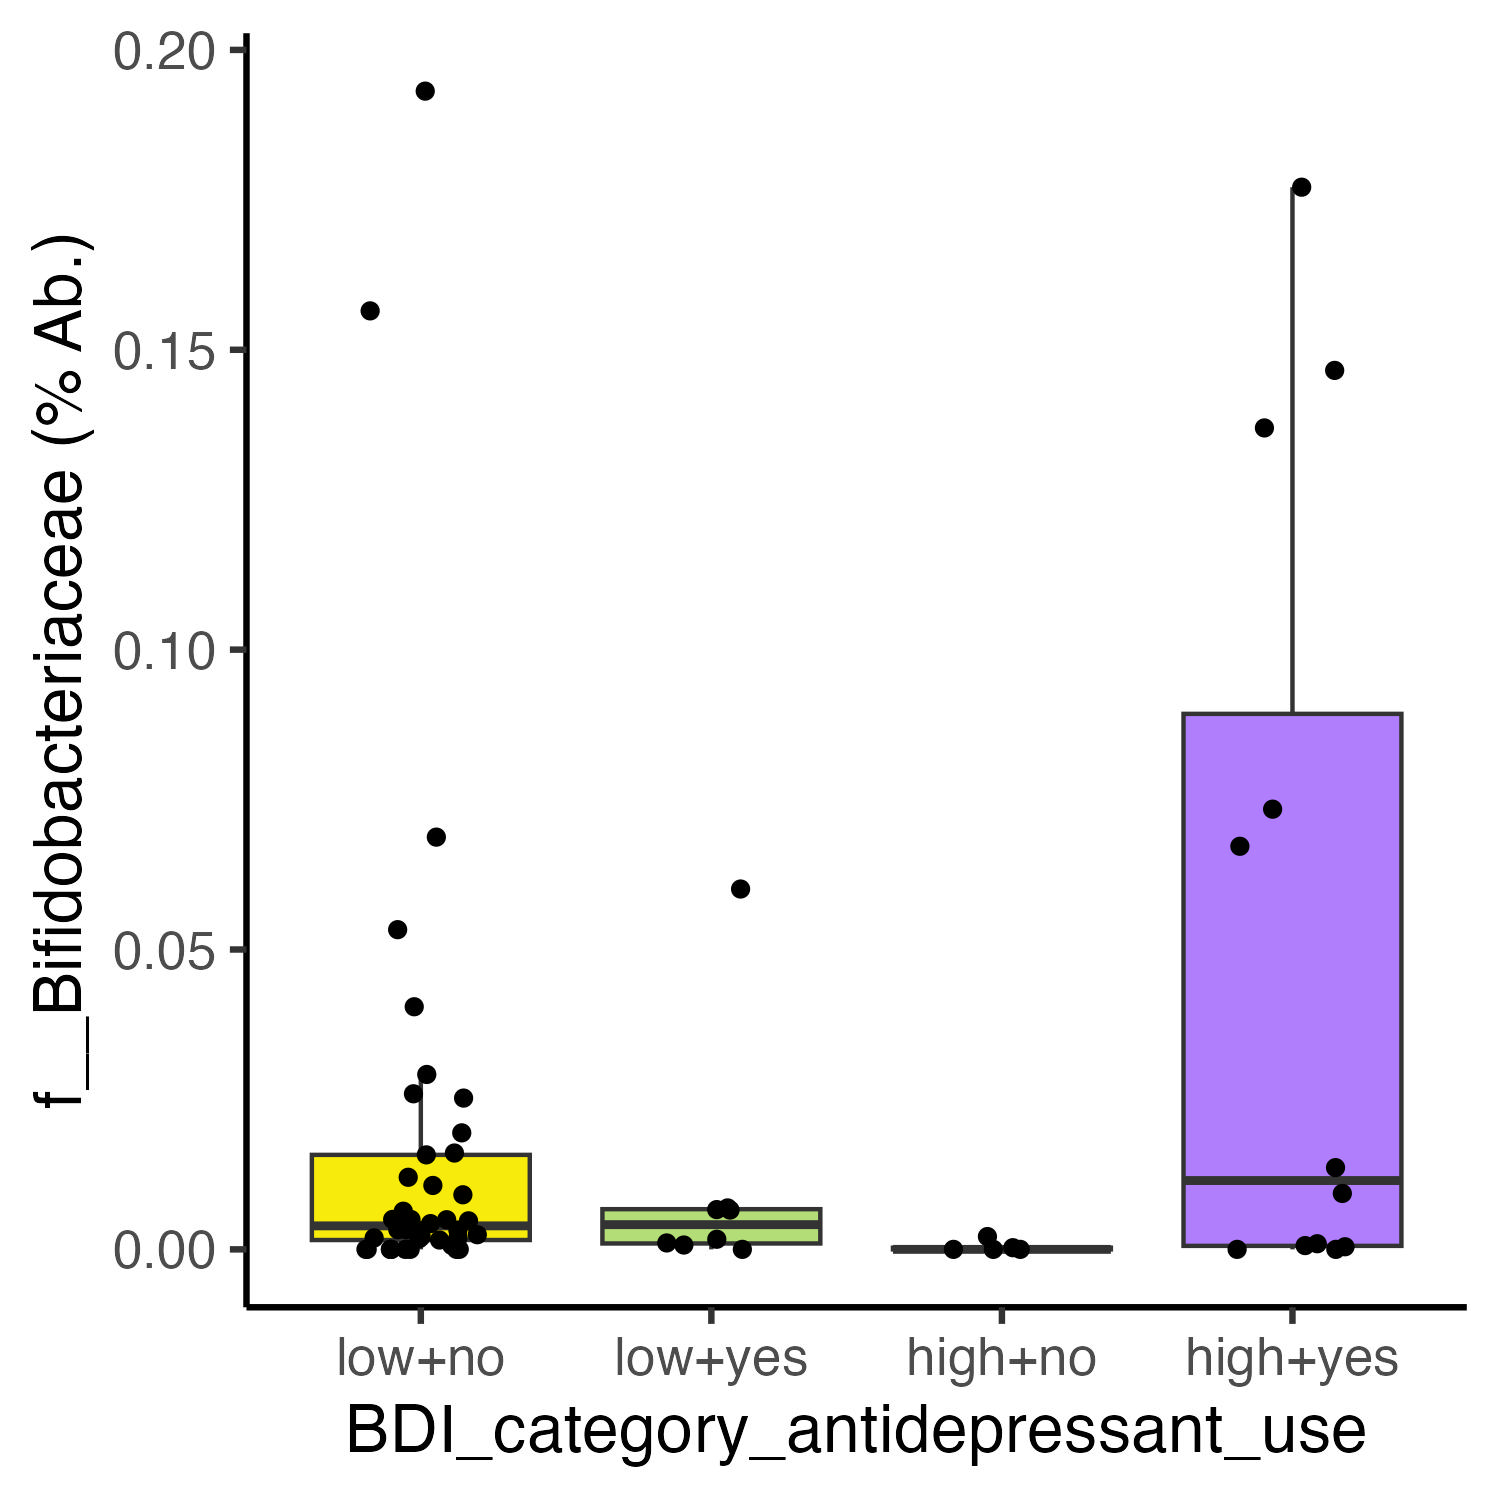 f__Bifidobacteriaceae (% Ab.)
0.20
0.15
0.10
0.05
0.00
low+no
low+yes
high+no
high+yes
BDI_category_antidepressant_use